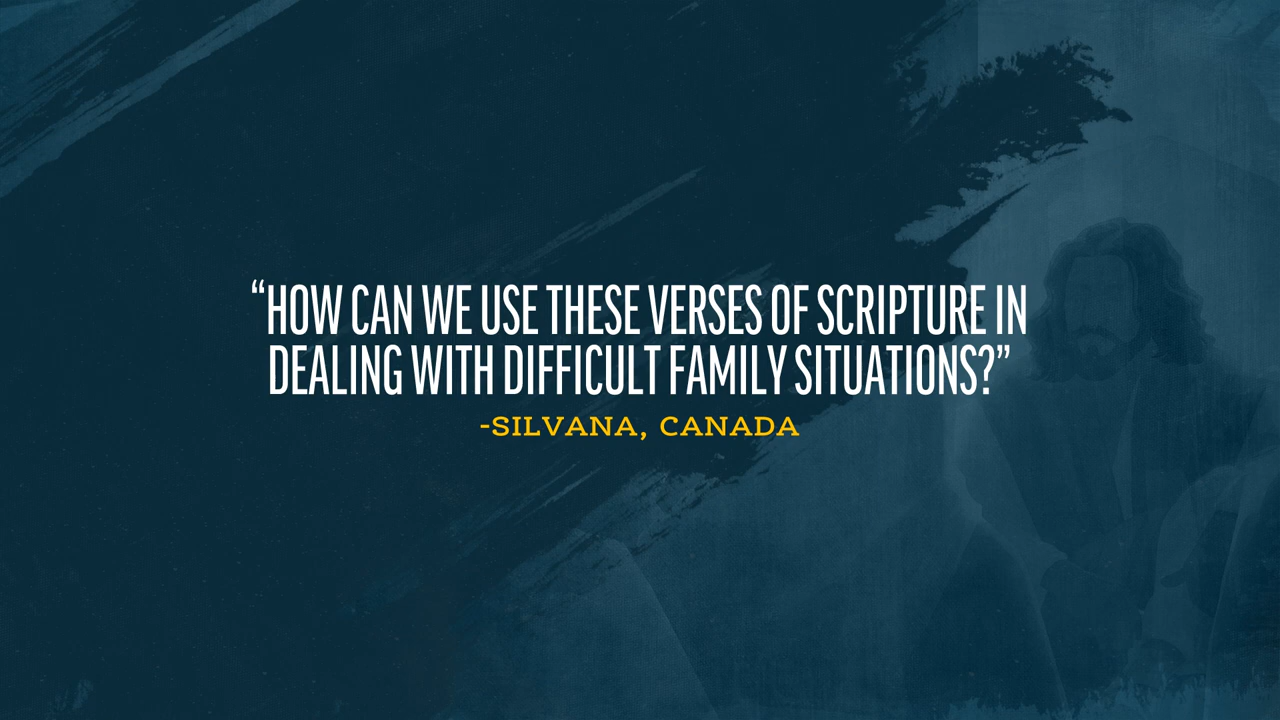 “HOW CAN WE USE THESE VERSES OF SCRIPTURE IN
DEALING WITH DIFFICULT FAMILY SITUATIONS?”
-SILVANA, CANADA